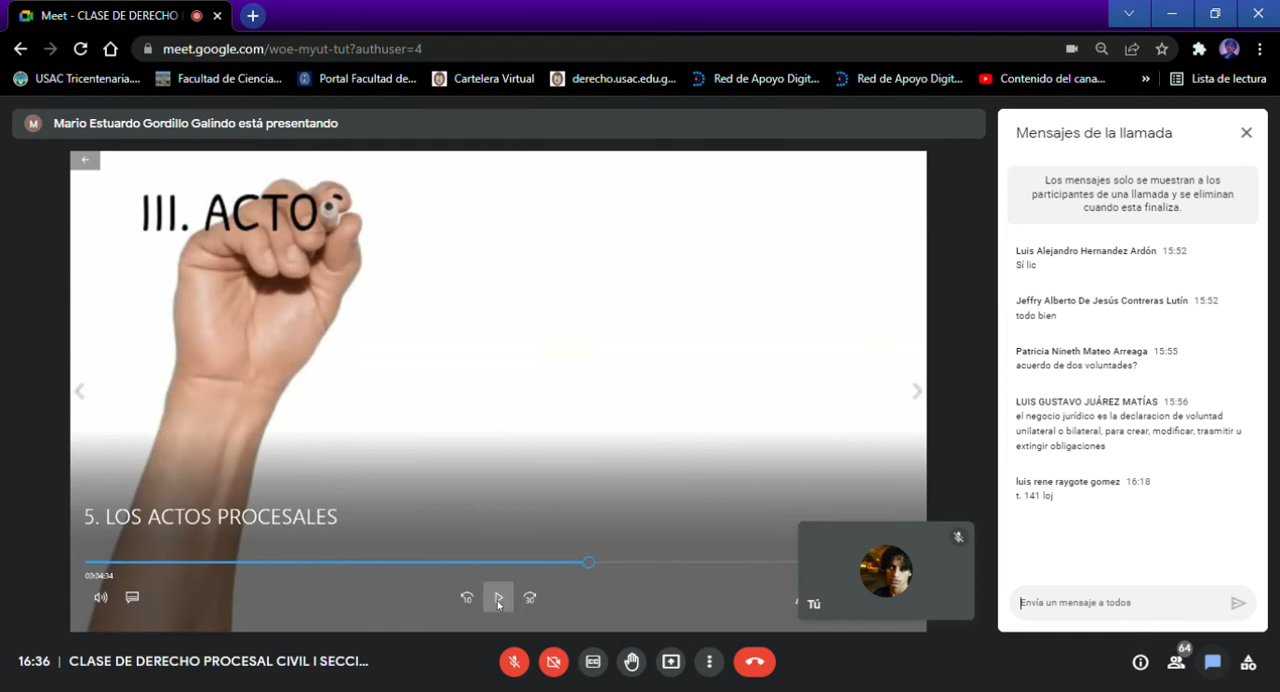 Meet - CLASE DE DERECHO
meet.google.com/woe-myut-tut?authuser=4
USAC Tricentenaria....
Facultad de Ciencia...
Portal Facultad de...
Cartelera Virtual
derecho.usac.edu.g...
Red de Apoyo Digit...
Red de Apoyo Digit...
Contenido del cana...
»
Lista de lectura
M
Mario Estuardo Gordillo Galindo está presentando
III. ACTO
5. LOS ACTOS PROCESALES
00:04:34
10
30
Tú
Mensajes de la llamada
Los mensajes solo se muestran a los
participantes de una llamada y se eliminan
cuando esta finaliza.
Luis Alejandro Hernandez Ardón 15:52
Sí lic
Jeffry Alberto De Jesús Contreras Lutín 15:52
todo bien
Patricia Nineth Mateo Arreaga 15:55
acuerdo de dos voluntades?
LUIS GUSTAVO JUÁREZ MATÍAS 15:56
el negocio jurídico es la declaracion de voluntad
unilateral o bilateral, para crear, modificar, trasmitir u
extingir obligaciones
luis rene raygote gomez 16:18
t. 141 loj
Envía un mensaje a todos
16:36 | CLASE DE DERECHO PROCESAL CIVIL I SECCI...
64